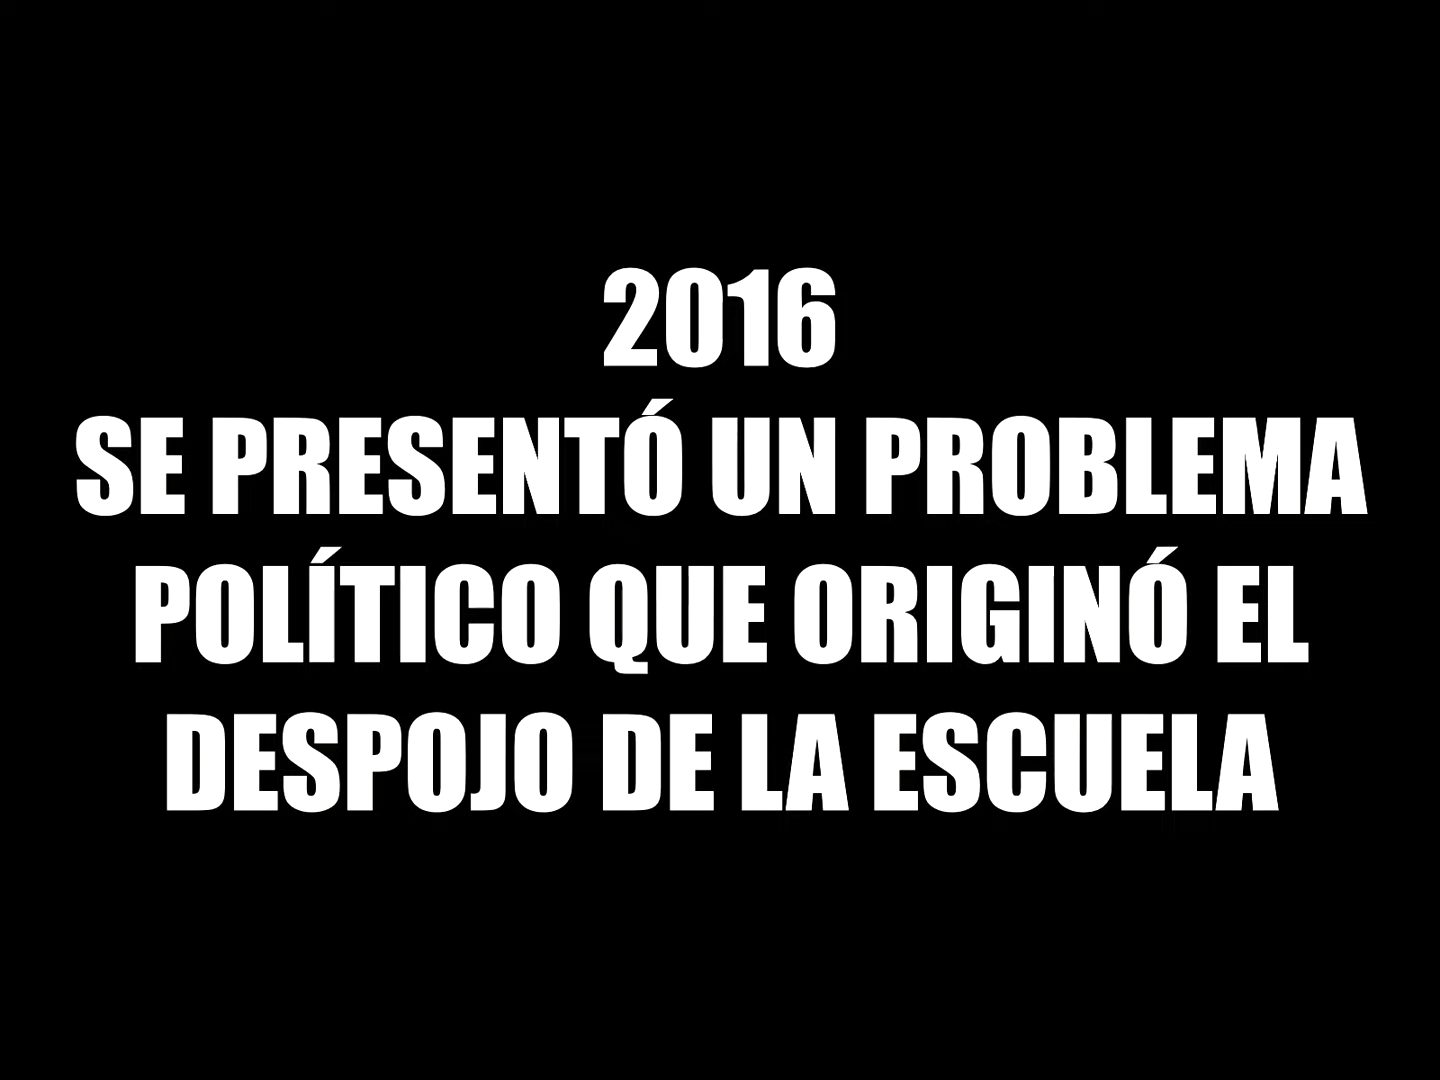 2016
SE PRESENTÓ UN PROBLEMA
POLÍTICO QUE ORIGINÓ EL
DESPOJO DE LA ESCUELA